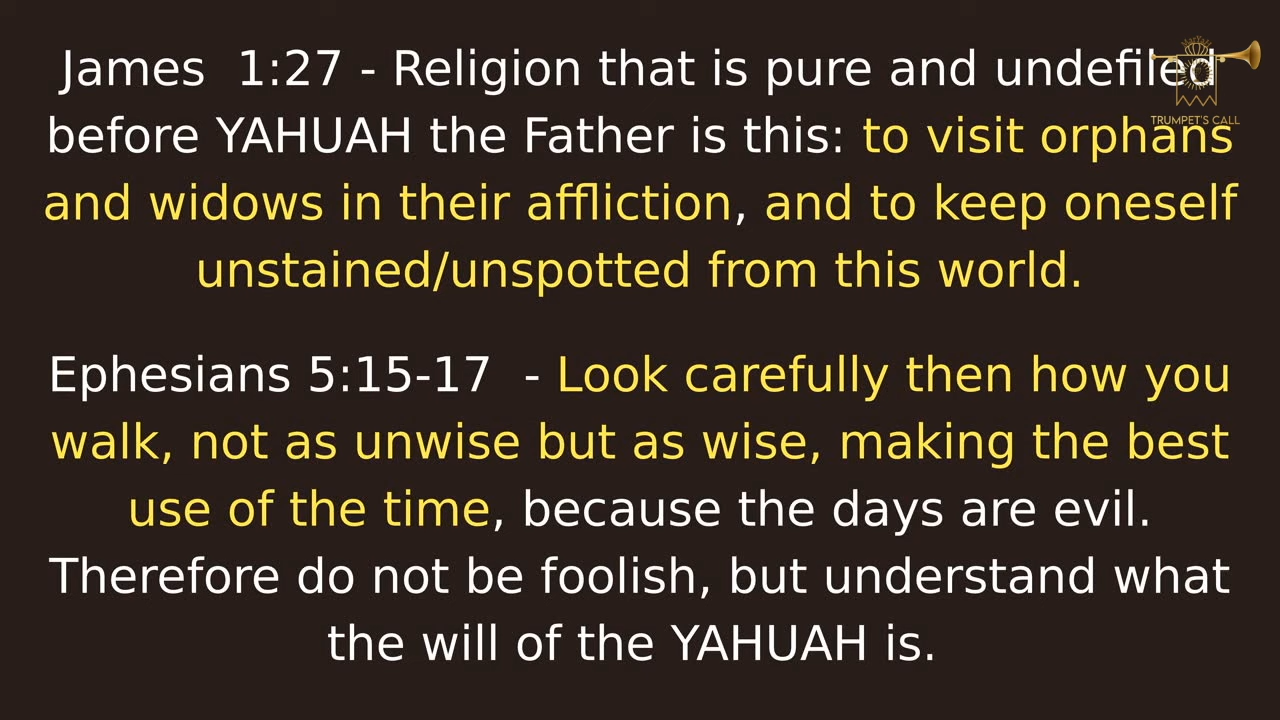 James  1:27 - Religion that is pure and undefiled
before YAHUAH the Father is this: to visit orphans
and widows in their affliction, and to keep oneself
unstained/unspotted from this world.
Ephesians 5:15-17  - Look carefully then how you
walk, not as unwise but as wise, making the best
use of the time, because the days are evil.
Therefore do not be foolish, but understand what
the will of the YAHUAH is.
TRUMPET'S CALL